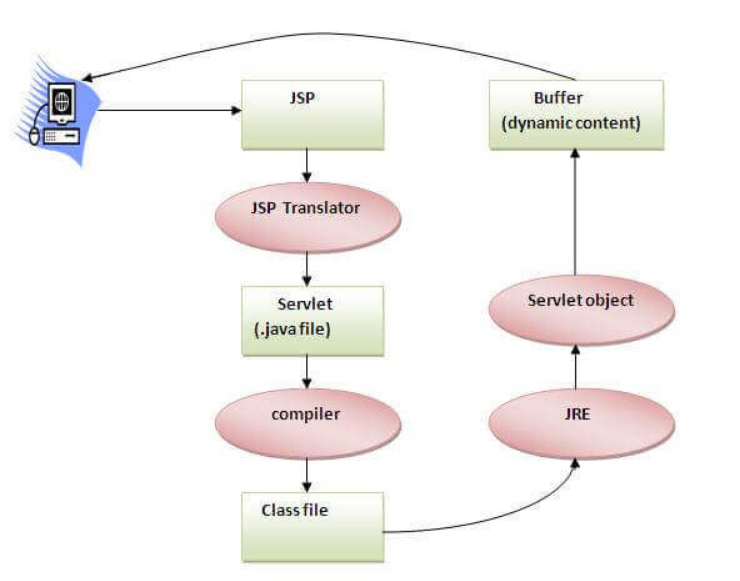 JSP
JSP Translator
Servlet
(.java file)
compiler
Class file
JRE
Servlet object
Buffer
(dynamic content)